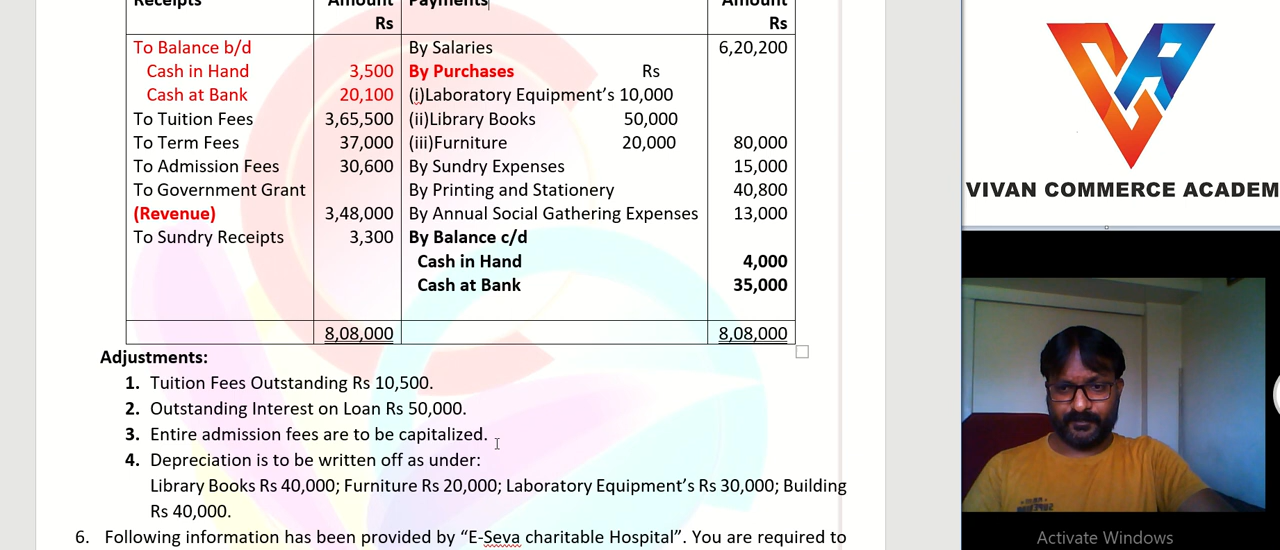 Receipts Amount Payments Amount
Rs Rs
To Balance b/d By Salaries 6,20,200
Cash in Hand 3,500 By Purchases Rs
Cash at Bank 20,100 (i)Laboratory Equipment’s 10,000
To Tuition Fees 3,65,500 (ii)Library Books 50,000
To Term Fees 37,000 (iii)Furniture 20,000 80,000
To Admission Fees 30,600 By Sundry Expenses 15,000
To Government Grant By Printing and Stationery 40,800
(Revenue) 3,48,000 By Annual Social Gathering Expenses 13,000
To Sundry Receipts 3,300 By Balance c/d
Cash in Hand 4,000
Cash at Bank 35,000
8,08,000 8,08,000
Adjustments:
1. Tuition Fees Outstanding Rs 10,500.
2. Outstanding Interest on Loan Rs 50,000.
3. Entire admission fees are to be capitalized.
4. Depreciation is to be written off as under:
Library Books Rs 40,000; Furniture Rs 20,000; Laboratory Equipment’s Rs 30,000; Building
Rs 40,000.
6. Following information has been provided by “E-Seva charitable Hospital”. You are required to
VIVAN COMMERCE ACADEM
Activate Windows